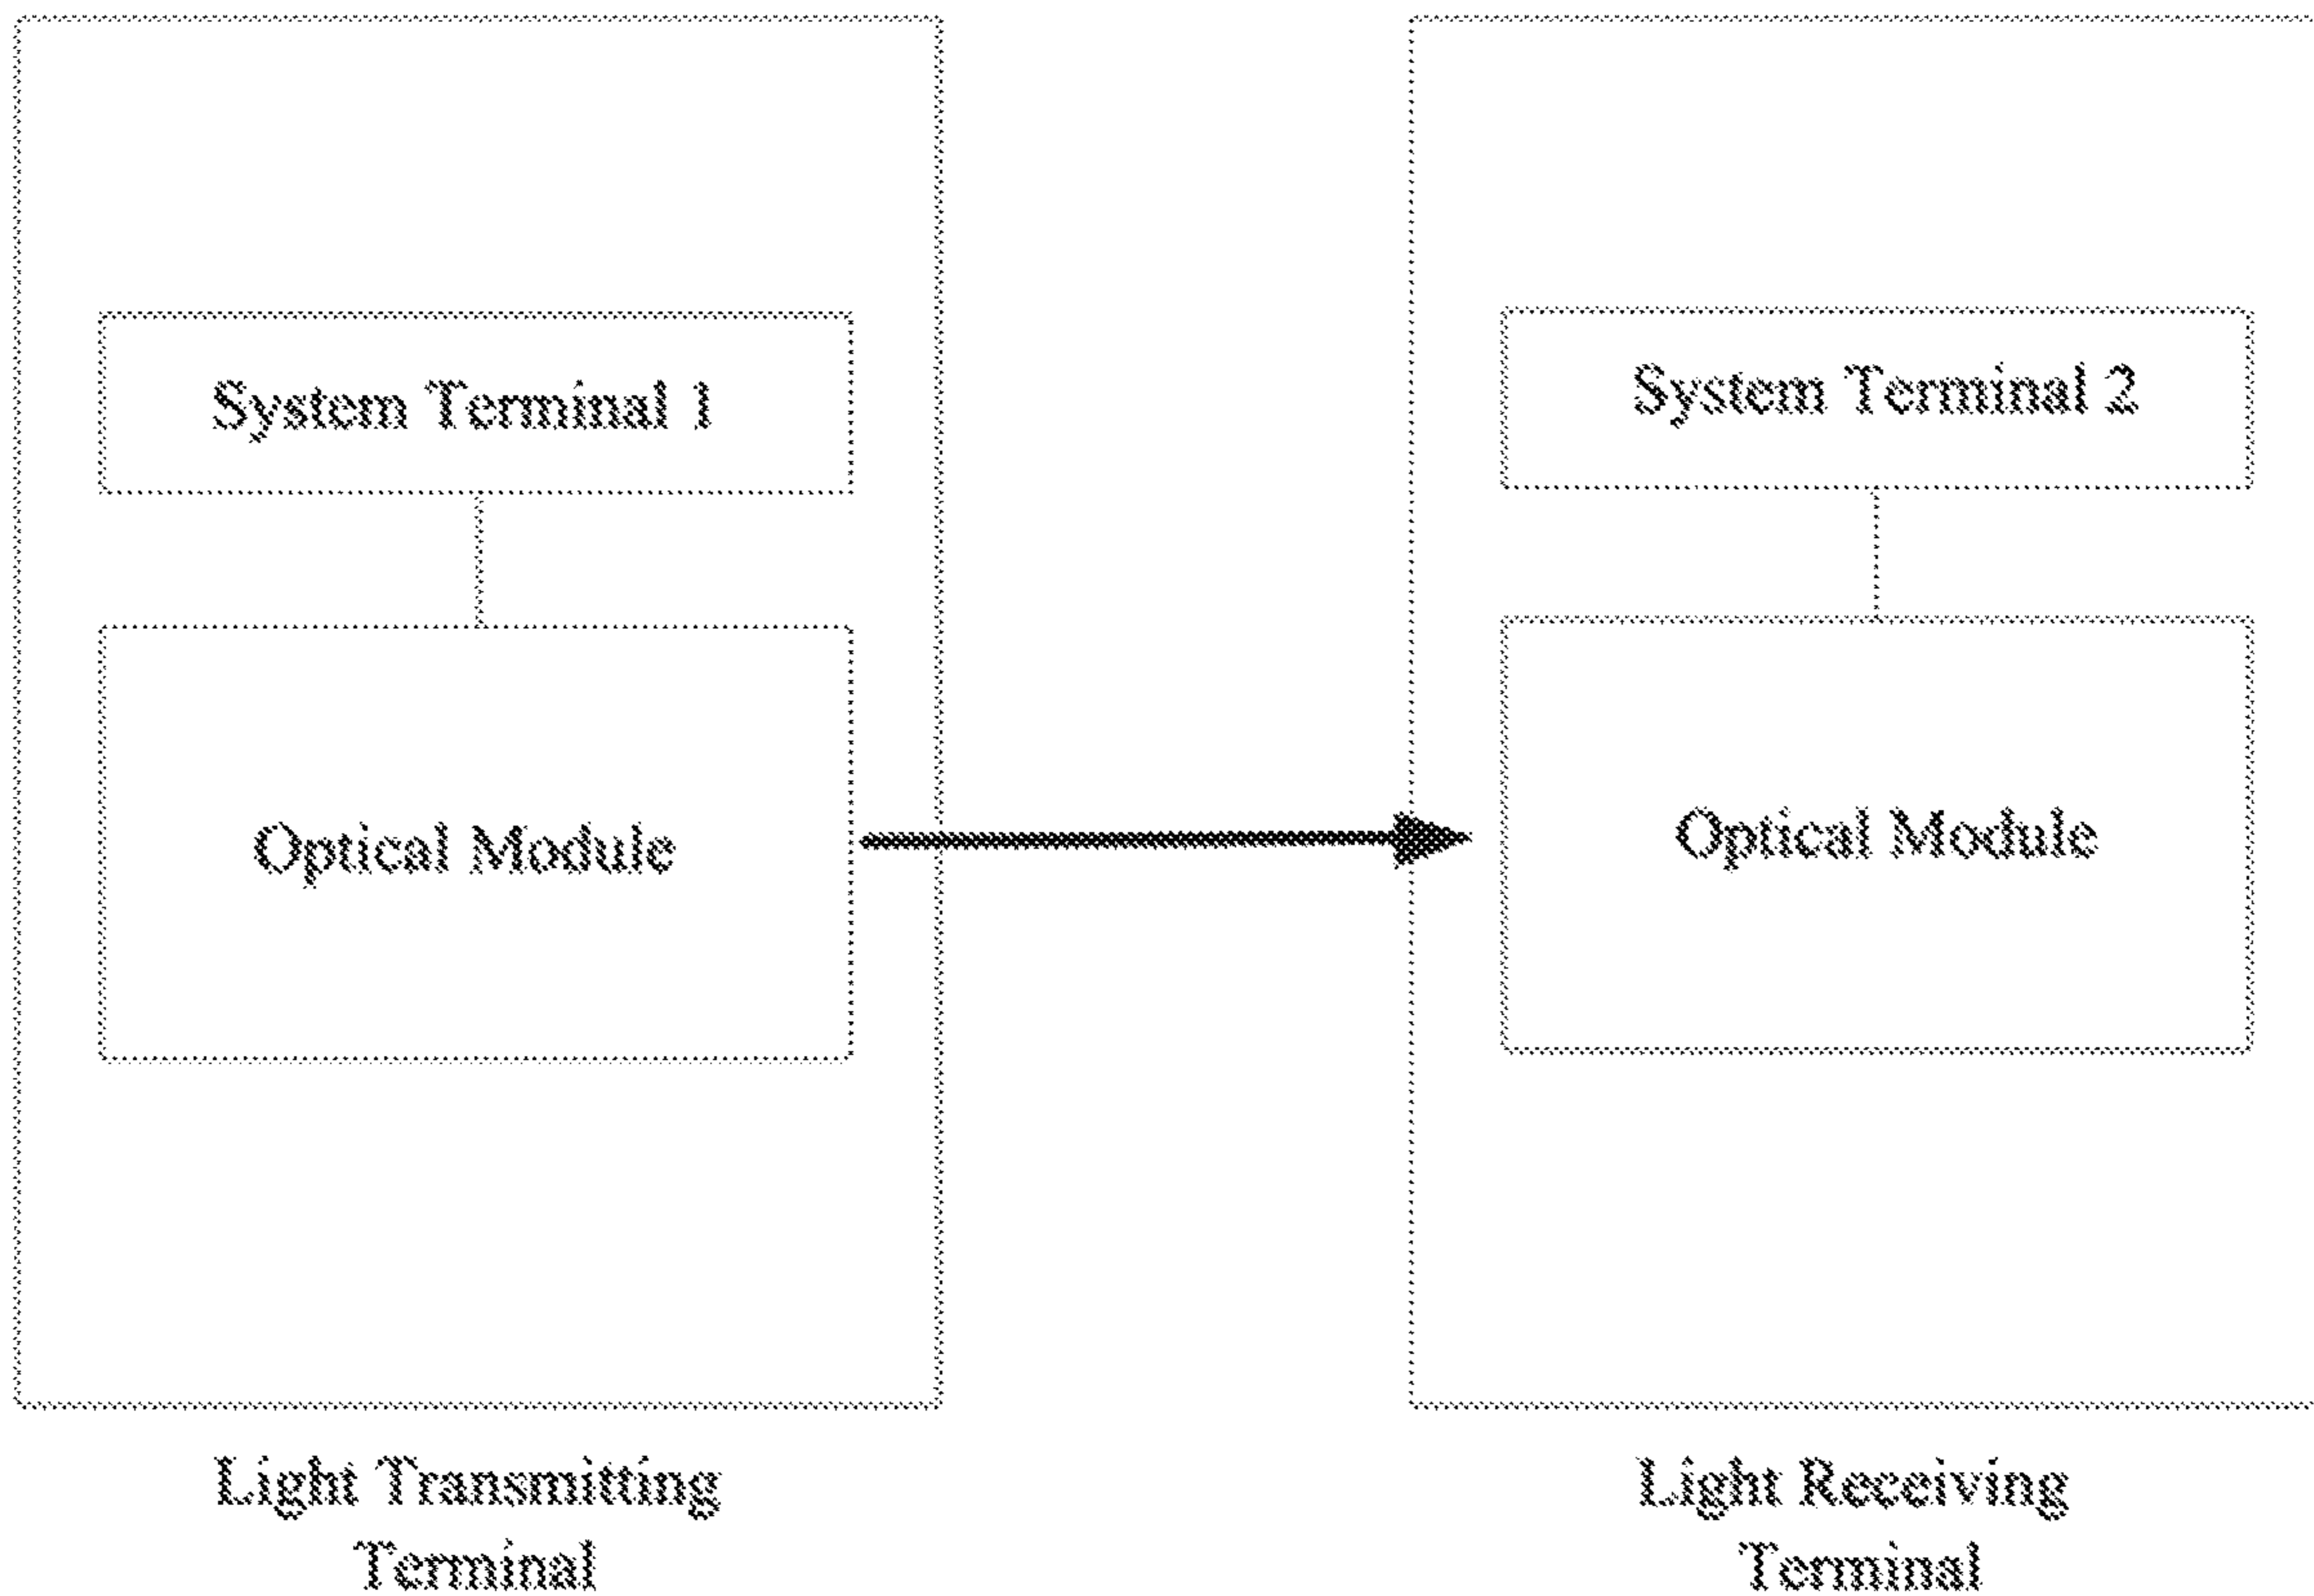 System Terminal 1
System Terminal 2
Optical Module
Optical Module
Light Transmitting
Terminal
Light Receiving
Terminal